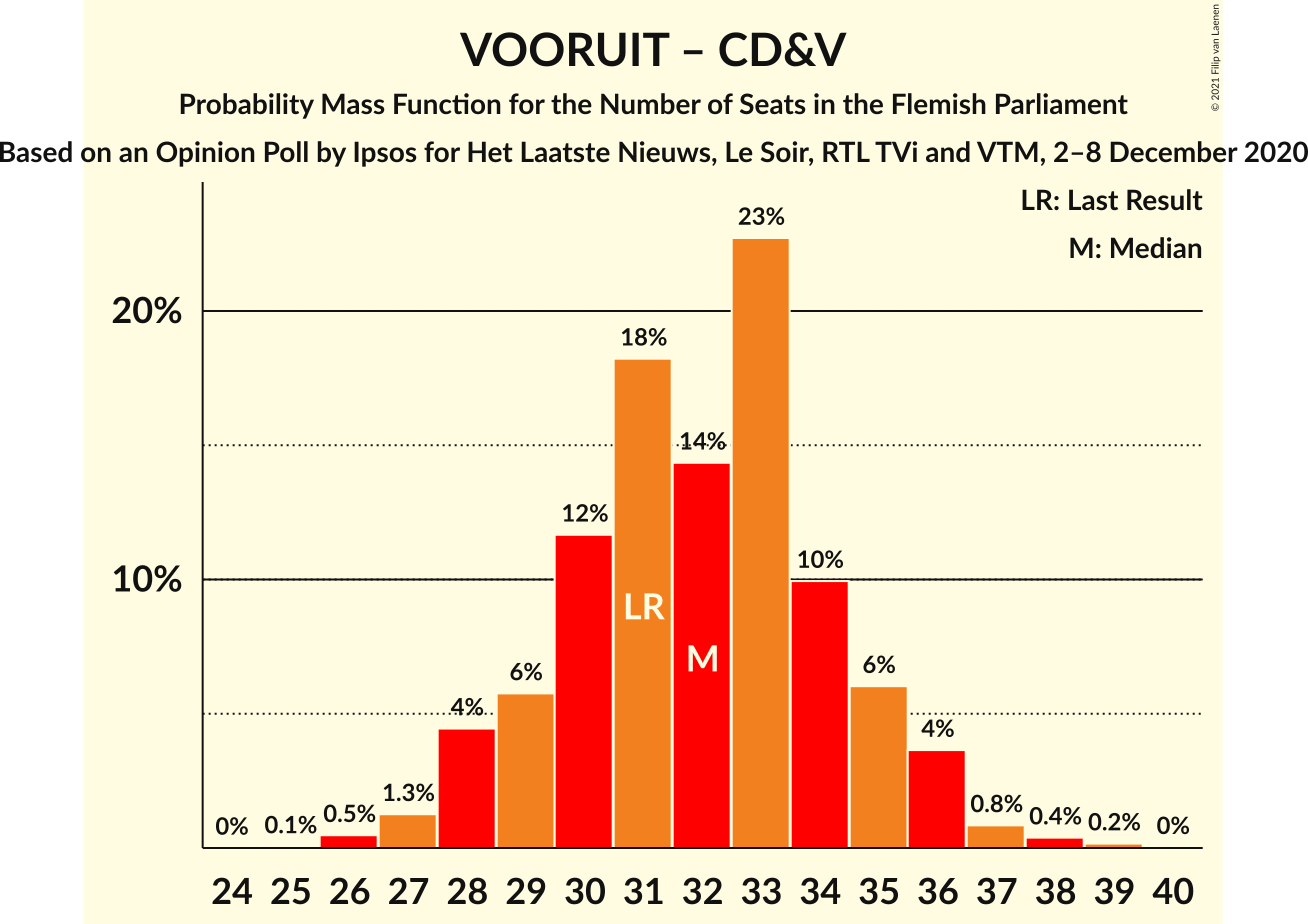 VOORUIT – CD&V
Probability Mass Function for the Number of Seats in the Flemish Parliament
Based on an Opinion Poll by Ipsos for Het Laatste Nieuws, Le Soir, RTL TVi and VTM, 2–8 December 2020
© 2021 Filip van Laenen
LR: Last Result
M: Median
20%
10%
0% 0.1% 0.5% 1.3% 4% 6% 12% 18% 14% 23% 10% 6% 4% 0.8% 0.4% 0.2% 0%
LR
M
24 25 26 27 28 29 30 31 32 33 34 35 36 37 38 39 40